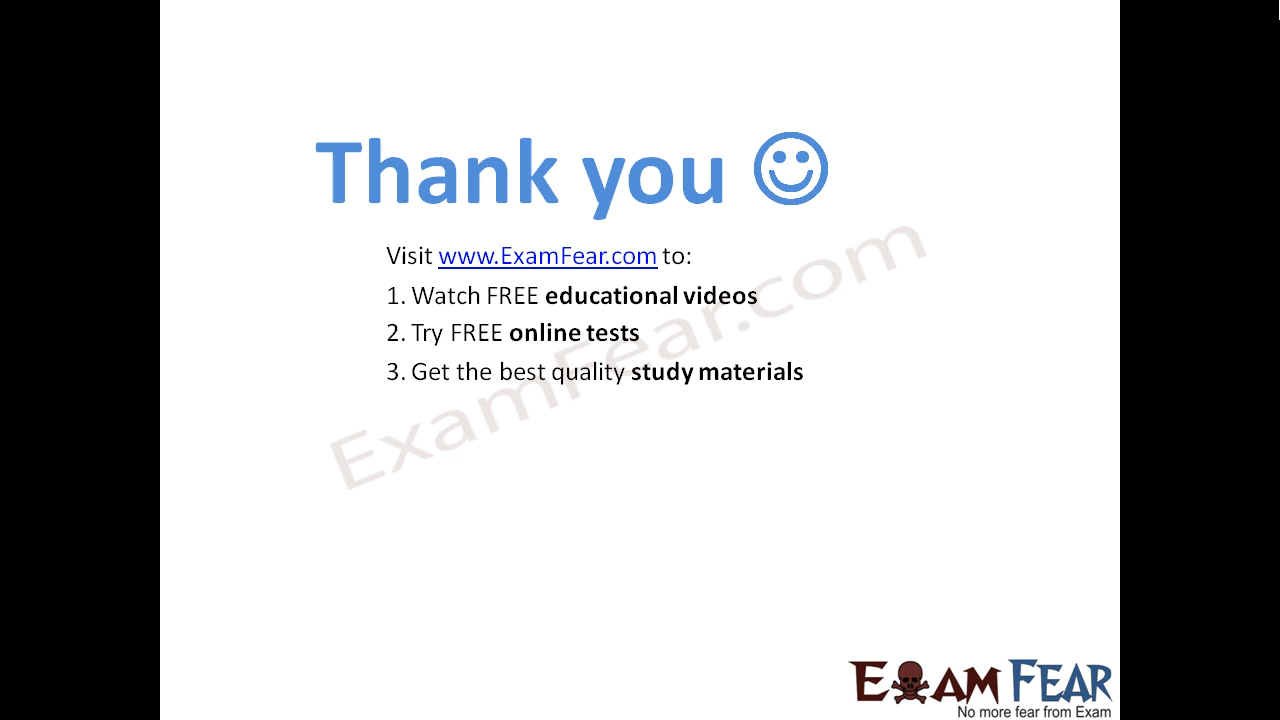 Thank you ☺
Visit www.ExamFear.com to:
1. Watch FREE educational videos
2. Try FREE online tests
3. Get the best quality study materials
ExamFear.com
EXAM FEAR
No more fear from Exam